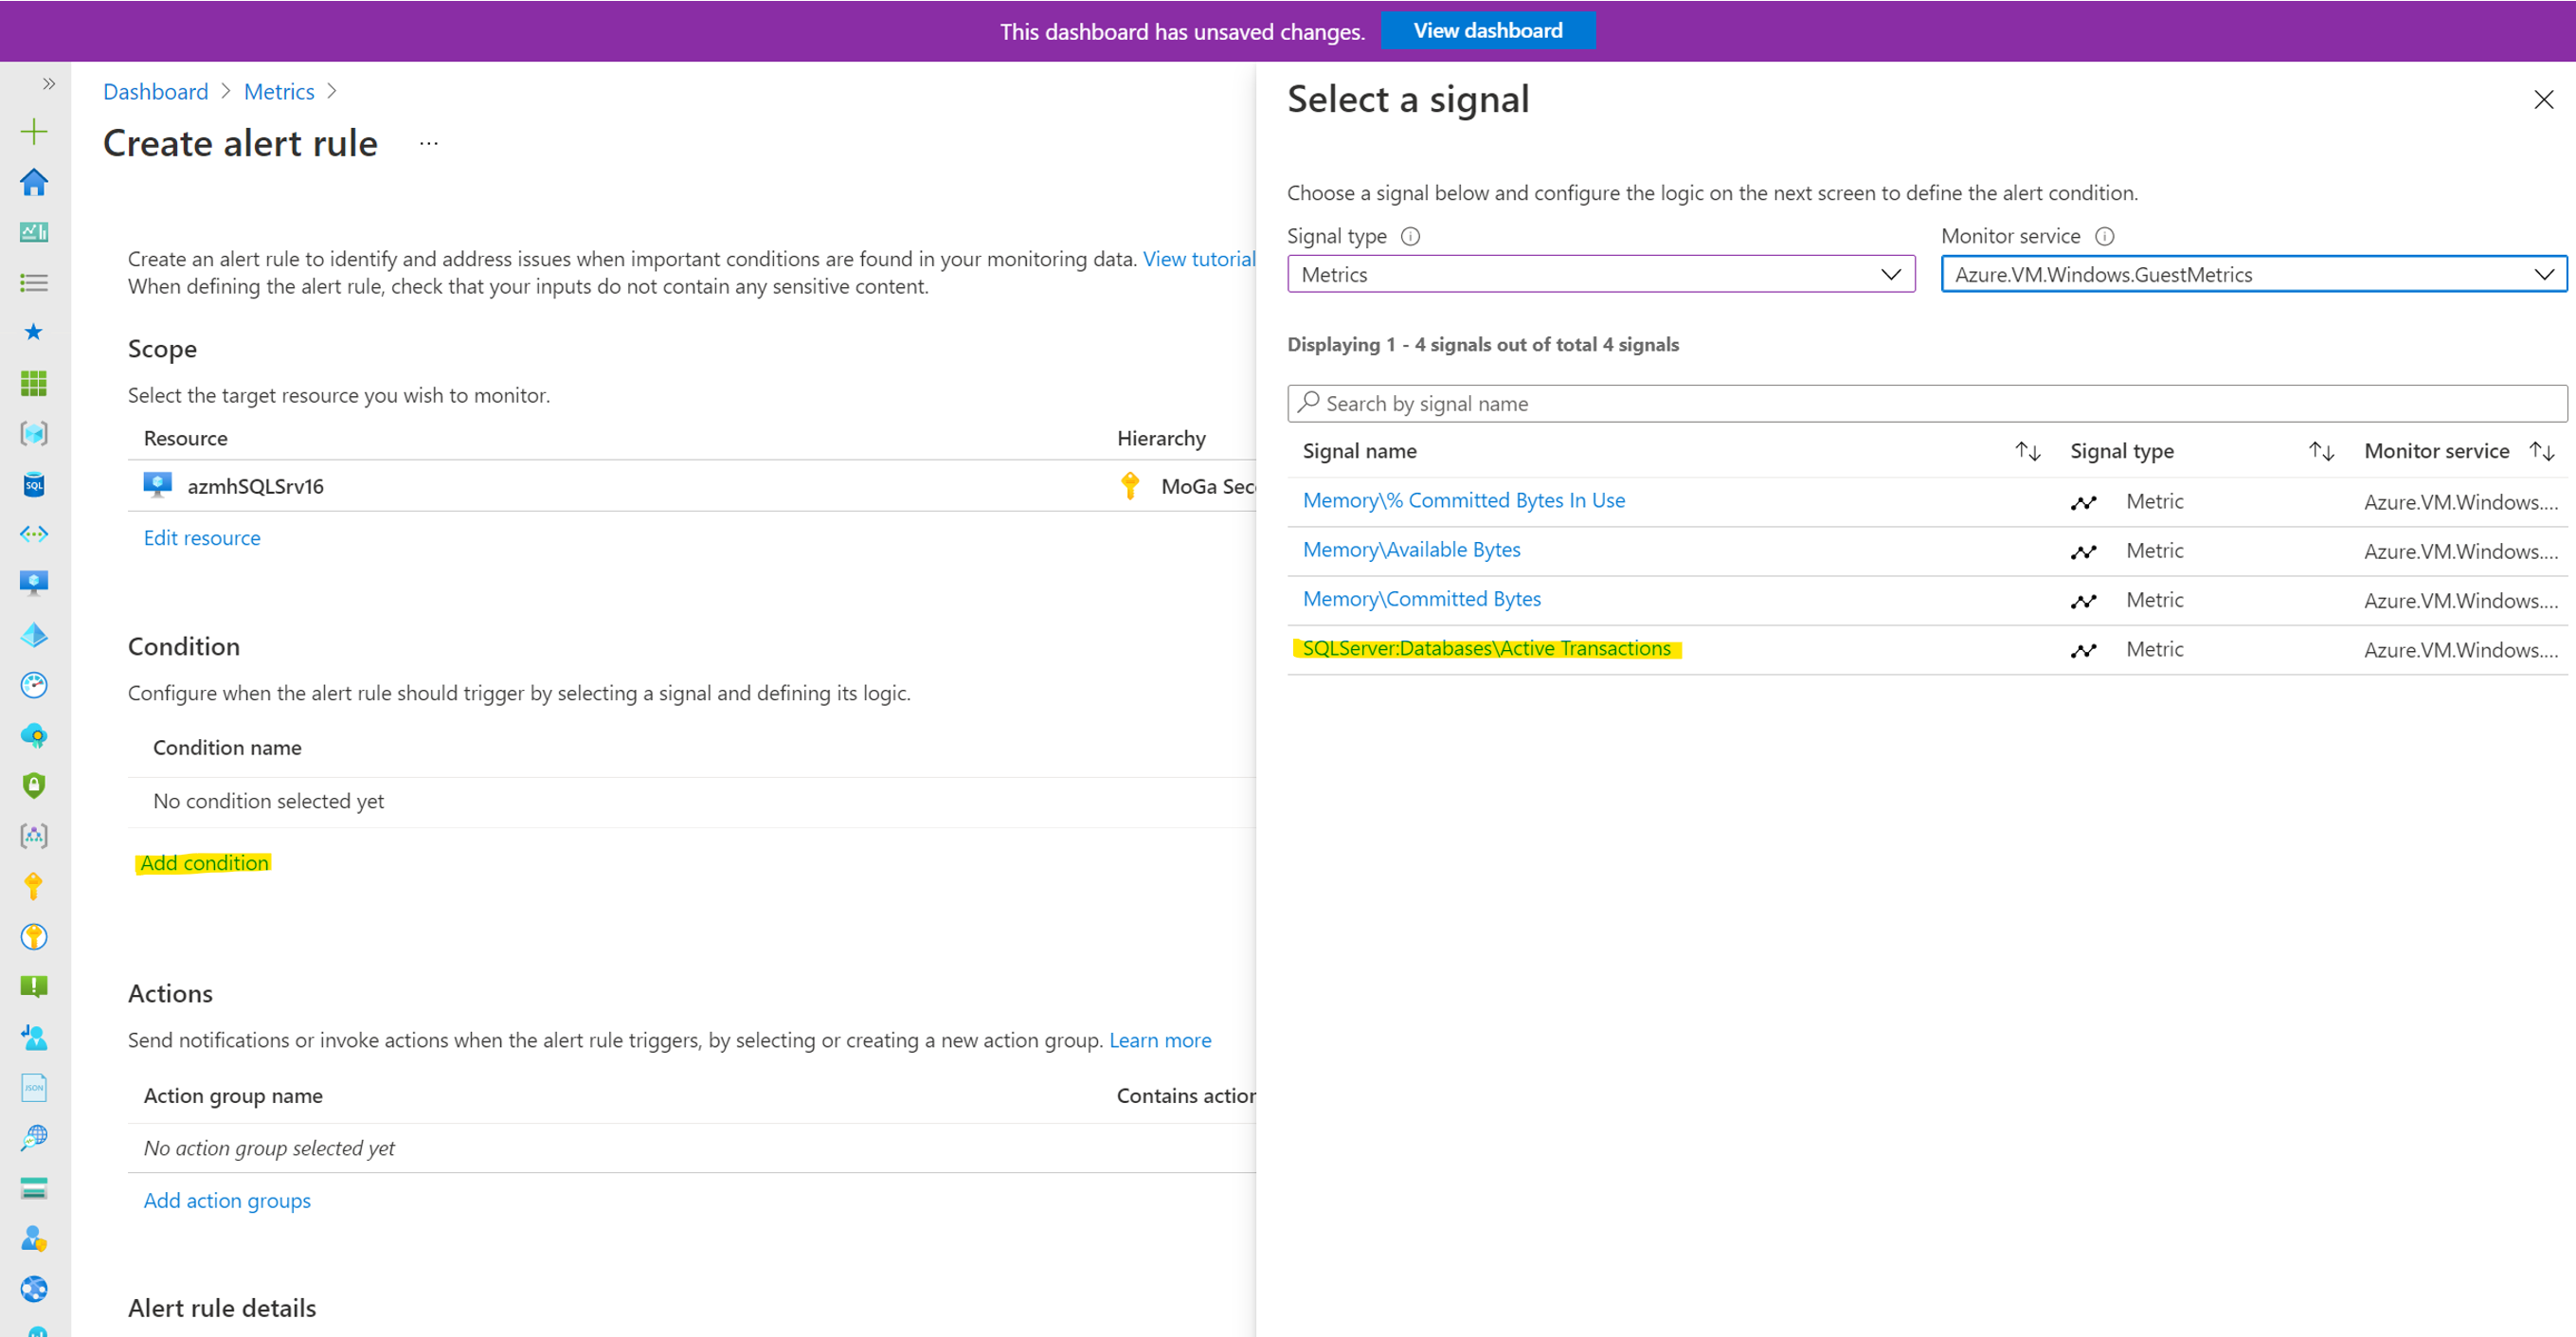 This dashboard has unsaved changes. View dashboard
Dashboard > Metrics >
Create alert rule ...
Create an alert rule to identify and address issues when important conditions are found in your monitoring data. View tutorial
When defining the alert rule, check that your inputs do not contain any sensitive content.
Scope
Select the target resource you wish to monitor.
Resource Hierarchy
azmhSQLSrv16 MoGa Sec
Edit resource
Condition
Configure when the alert rule should trigger by selecting a signal and defining its logic.
Condition name
No condition selected yet
Add condition
Actions
Send notifications or invoke actions when the alert rule triggers, by selecting or creating a new action group. Learn more
Action group name Contains action
No action group selected yet
Add action groups
Alert rule details
Select a signal
Choose a signal below and configure the logic on the next screen to define the alert condition.
Signal type Monitor service
Metrics Azure.VM.Windows.GuestMetrics
Displaying 1 - 4 signals out of total 4 signals
Search by signal name
Signal name Signal type Monitor service
Memory\% Committed Bytes In Use Metric Azure.VM.Windows....
Memory\Available Bytes Metric Azure.VM.Windows....
Memory\Committed Bytes Metric Azure.VM.Windows....
SQLServer:Databases\Active Transactions Metric Azure.VM.Windows....
SQL
JSON